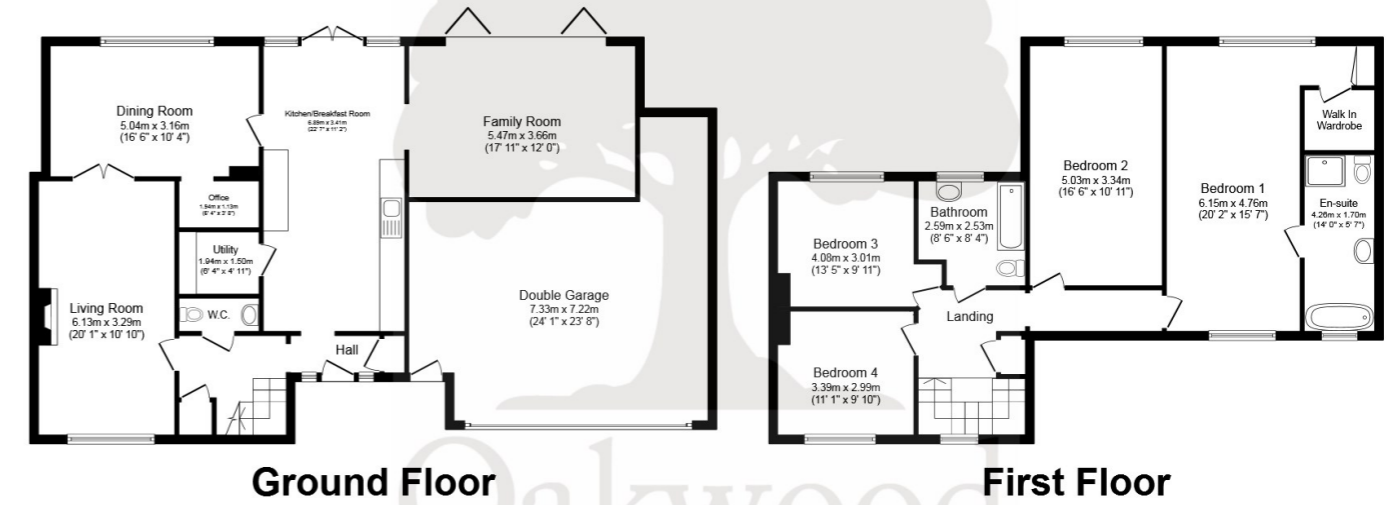 Dining Room
5.04m x 3.16m
(16' 6" x 10' 4")
Kitchen/Breakfast Room
6.89m x 3.41m
(22' 7" x 11' 2")
Family Room
5.47m x 3.66m
(17' 11" x 12' 0")
Office
1.94m x 1.13m
(6' 4" x 3' 8")
Utility
1.94m x 1.50m
(6' 4" x 4' 11")
W.C.
Living Room
6.13m x 3.29m
(20' 1" x 10' 10")
Hall
Double Garage
7.33m x 7.22m
(24' 1" x 23' 8")
Ground Floor
Walk In
Wardrobe
Bedroom 2
5.03m x 3.34m
(16' 6" x 10' 11")
Bedroom 1
6.15m x 4.76m
(20' 2" x 15' 7")
En-suite
4.26m x 1.70m
(14' 0" x 5' 7")
Bathroom
2.59m x 2.53m
(8' 6" x 8' 4")
Bedroom 3
4.08m x 3.01m
(13' 5" x 9' 11")
Landing
Bedroom 4
3.39m x 2.99m
(11' 1" x 9' 10")
First Floor
Oakwood